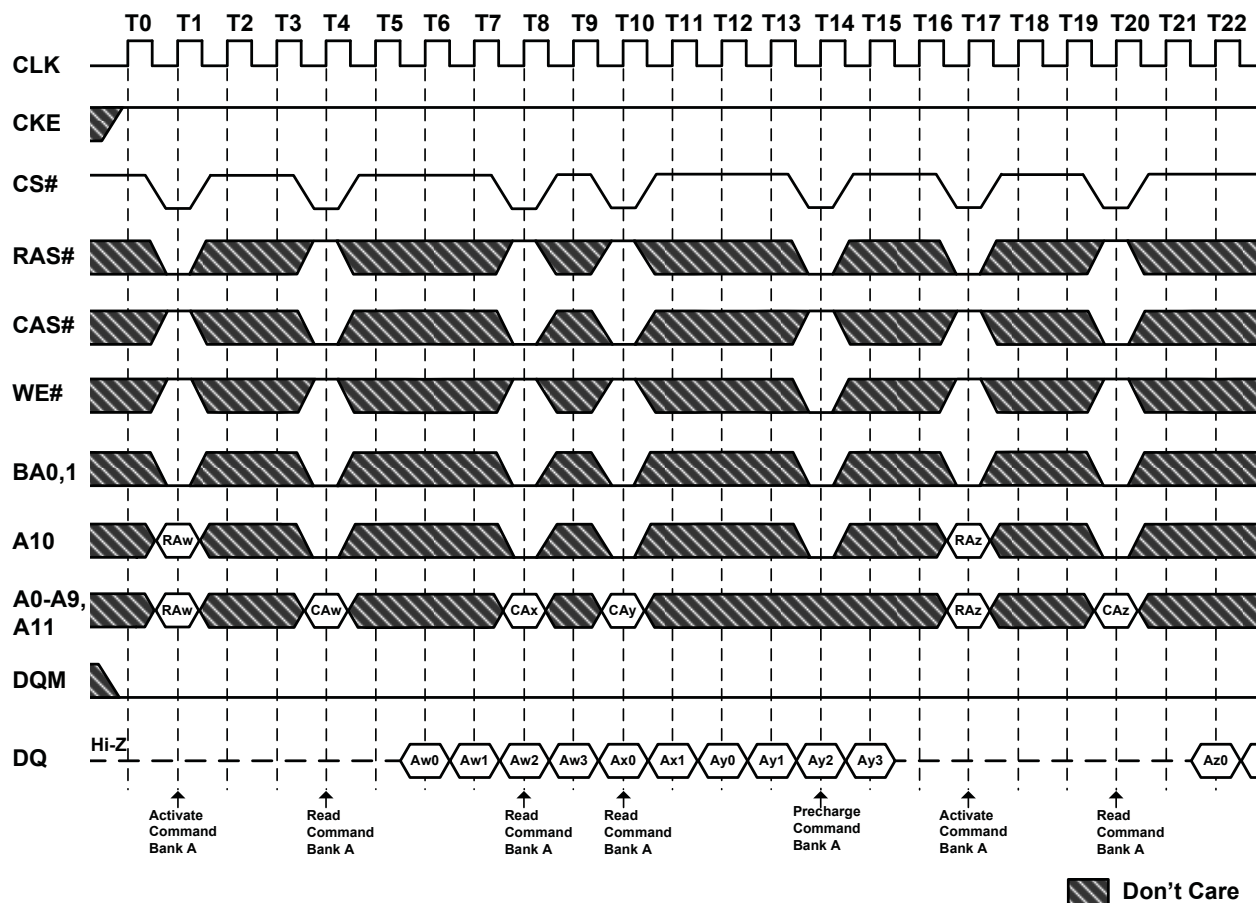 T0 T1 T2 T3 T4 T5 T6 T7 T8 T9 T10 T11 T12 T13 T14 T15 T16 T17 T18 T19 T20 T21 T22
CLK
CKE
CS#
RAS#
CAS#
WE#
BA0,1
A10 RAw RAz
A0-A9,
A11
RAw CAw CAx CAy RAz CAz
DQM
DQ Hi-Z Aw0 Aw1 Aw2 Aw3 Ax0 Ax1 Ay0 Ay1 Ay2 Ay3 Az0
Activate
Command
Bank A
Read
Command
Bank A
Read
Command
Bank A
Read
Command
Bank A
Precharge
Command
Bank A
Activate
Command
Bank A
Read
Command
Bank A
Don't Care